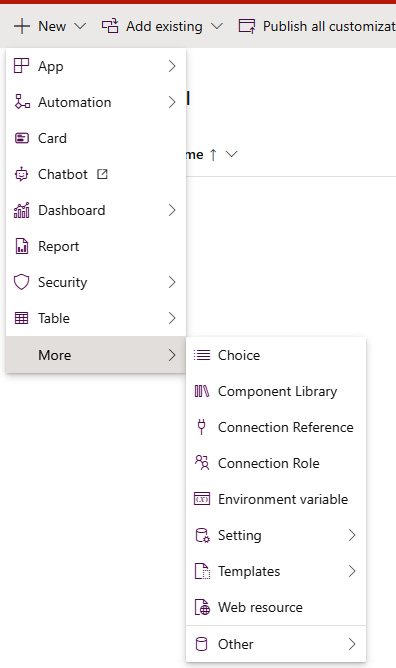 New Add existing Publish all customizat
App l
Automation
Card
Chatbot me ↑
Dashboard
Report
Security
Table
More
Choice
Component Library
Connection Reference
Connection Role
Environment variable
Setting
Templates
Web resource
Other